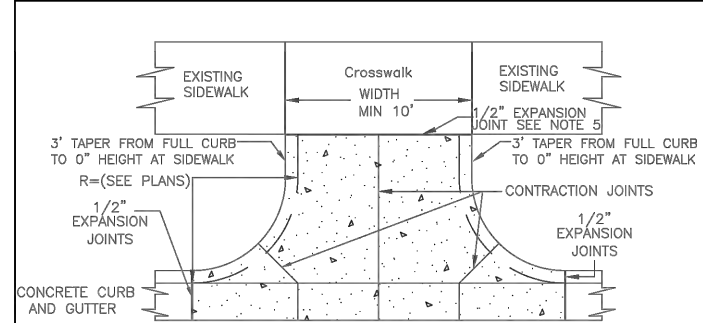 EXISTING
SIDEWALK
Crosswalk
WIDTH
MIN 10'
EXISTING
SIDEWALK
1/2" EXPANSION
JOINT SEE NOTE 5
3' TAPER FROM FULL CURB
TO 0" HEIGHT AT SIDEWALK
3' TAPER FROM FULL CURB
TO 0" HEIGHT AT SIDEWALK
R=(SEE PLANS)
CONTRACTION JOINTS
1/2"
EXPANSION
JOINTS
1/2"
EXPANSION
JOINTS
CONCRETE CURB
AND GUTTER